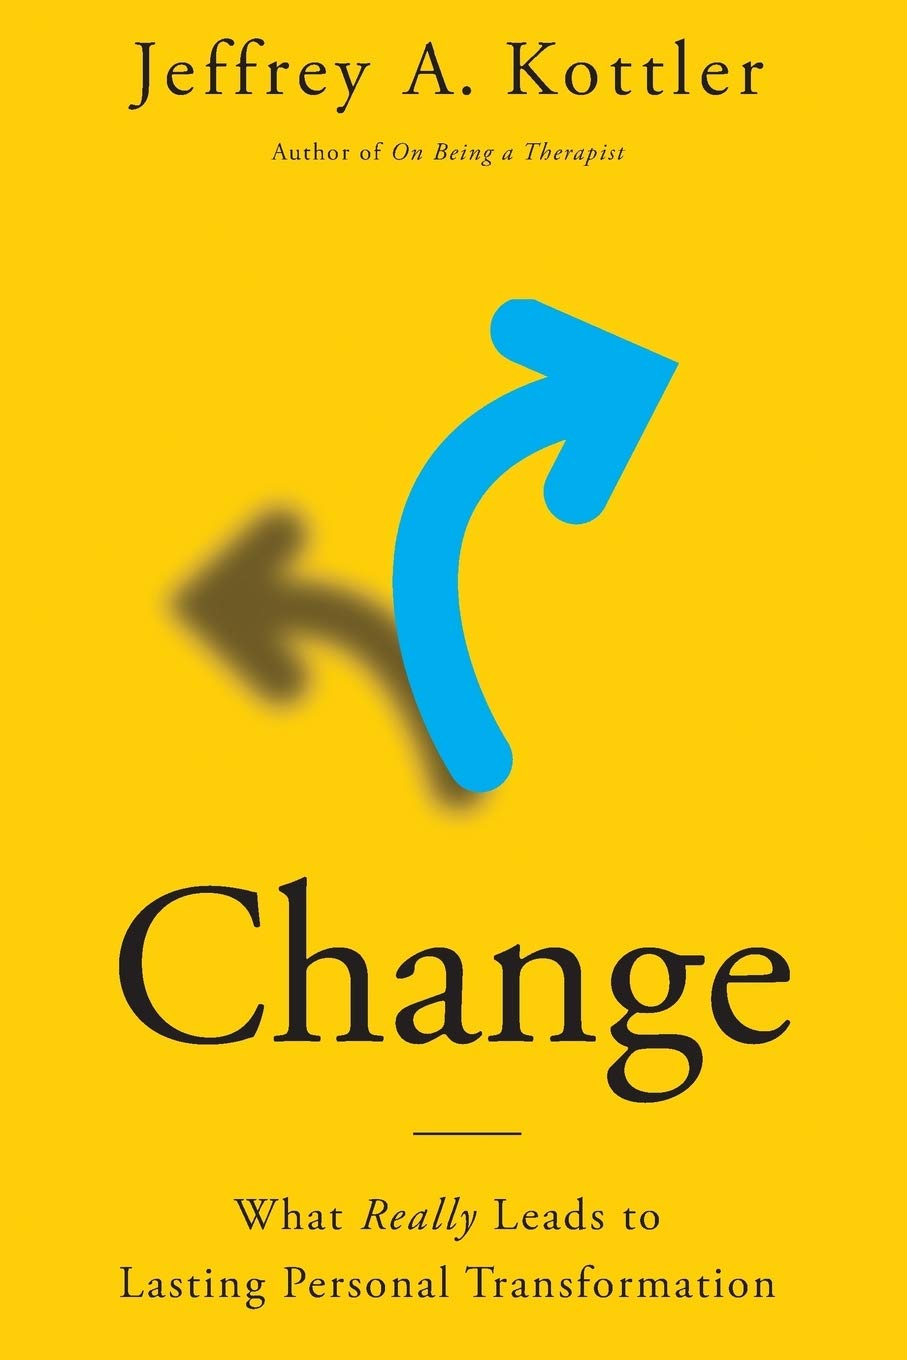 Jeffrey A. Kottler
Author of On Being a Therapist
Change
What Really Leads to
Lasting Personal Transformation